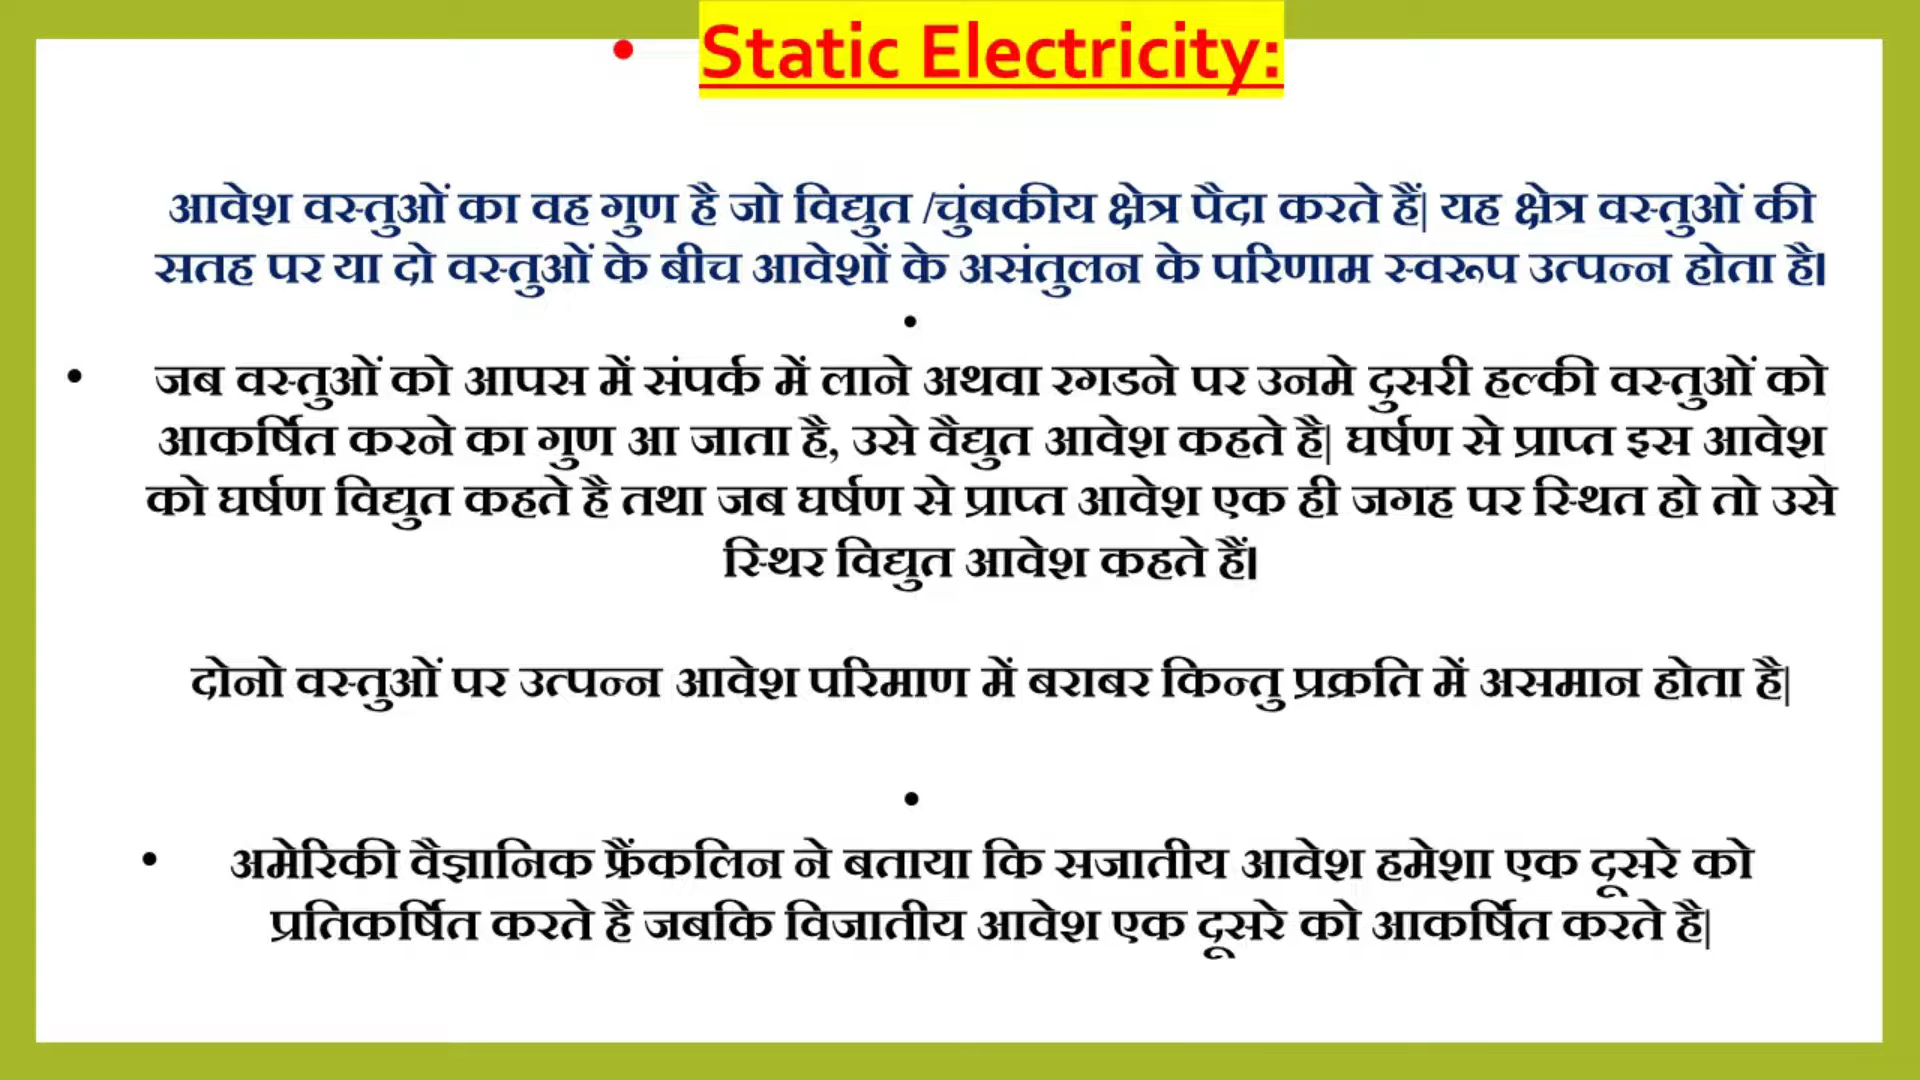 • Static Electricity:
आवेश वस्तुओं का वह गुण है जो विद्युत /चुंबकीय क्षेत्र पैदा करते हैं| यह क्षेत्र वस्तुओं की
सतह पर या दो वस्तुओं के बीच आवेशों के असंतुलन के परिणाम स्वरूप उत्पन्न होता है।
•
• जब वस्तुओं को आपस में संपर्क में लाने अथवा रगडने पर उनमे दुसरी हल्की वस्तुओं को
आकर्षित करने का गुण आ जाता है, उसे वैद्युत आवेश कहते है| घर्षण से प्राप्त इस आवेश
को घर्षण विद्युत कहते है तथा जब घर्षण से प्राप्त आवेश एक ही जगह पर स्थित हो तो उसे
स्थिर विद्युत आवेश कहते हैं।
दोनो वस्तुओं पर उत्पन्न आवेश परिमाण में बराबर किन्तु प्रक्रति में असमान होता है|
•
• अमेरिकी वैज्ञानिक फ्रैंकलिन ने बताया कि सजातीय आवेश हमेशा एक दूसरे को
प्रतिकर्षित करते है जबकि विजातीय आवेश एक दूसरे को आकर्षित करते है|